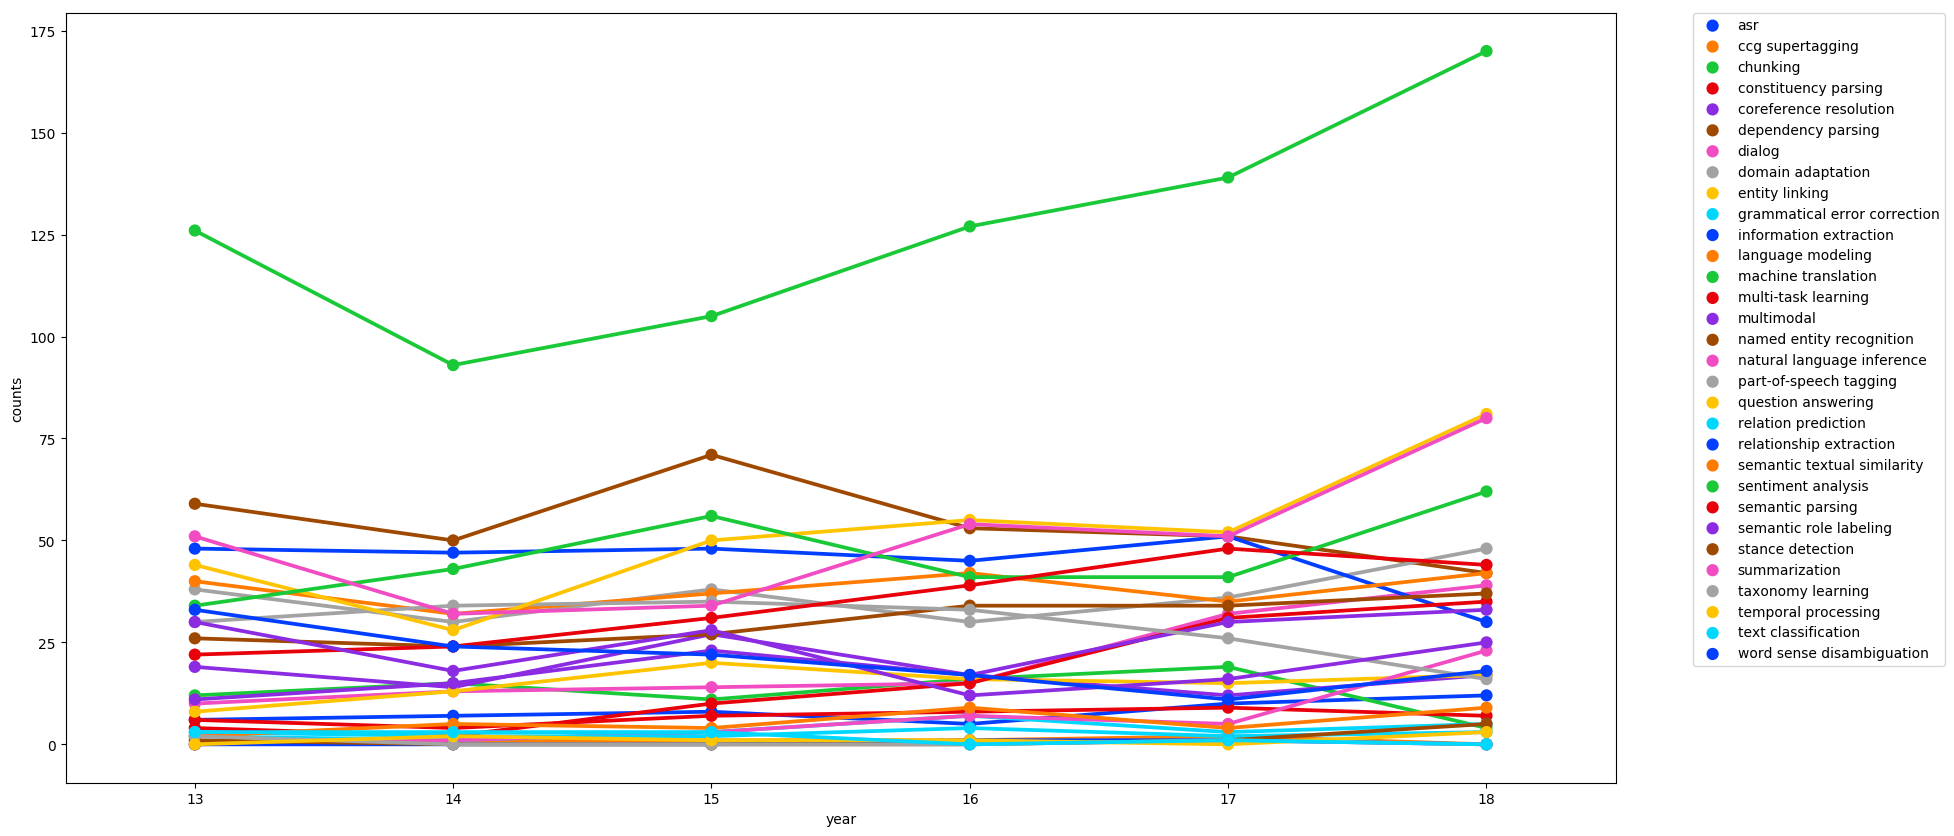 175
150
125
100
75
50
25
0
counts
13 14 15 16 17 18
year
asr
ccg supertagging
chunking
constituency parsing
coreference resolution
dependency parsing
dialog
domain adaptation
entity linking
grammatical error correction
information extraction
language modeling
machine translation
multi-task learning
multimodal
named entity recognition
natural language inference
part-of-speech tagging
question answering
relation prediction
relationship extraction
semantic textual similarity
sentiment analysis
semantic parsing
semantic role labeling
stance detection
summarization
taxonomy learning
temporal processing
text classification
word sense disambiguation